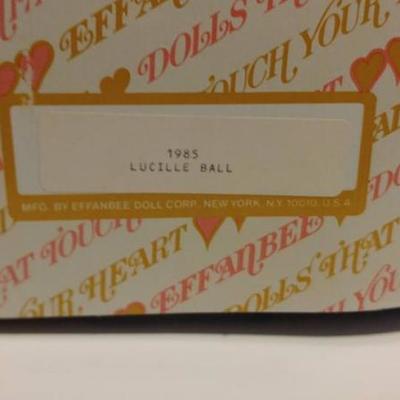 EFFANBEE
DOLLS THAT
TOUCH YOUR
1985
LUCILLE BALL
MFG. BY EFFANBEE DOLL CORP. NEW YORK, N.Y. 10010, U.S.A.
AT TOUCH
YOUR HEART
EFFANBEE
DOLLS THAT